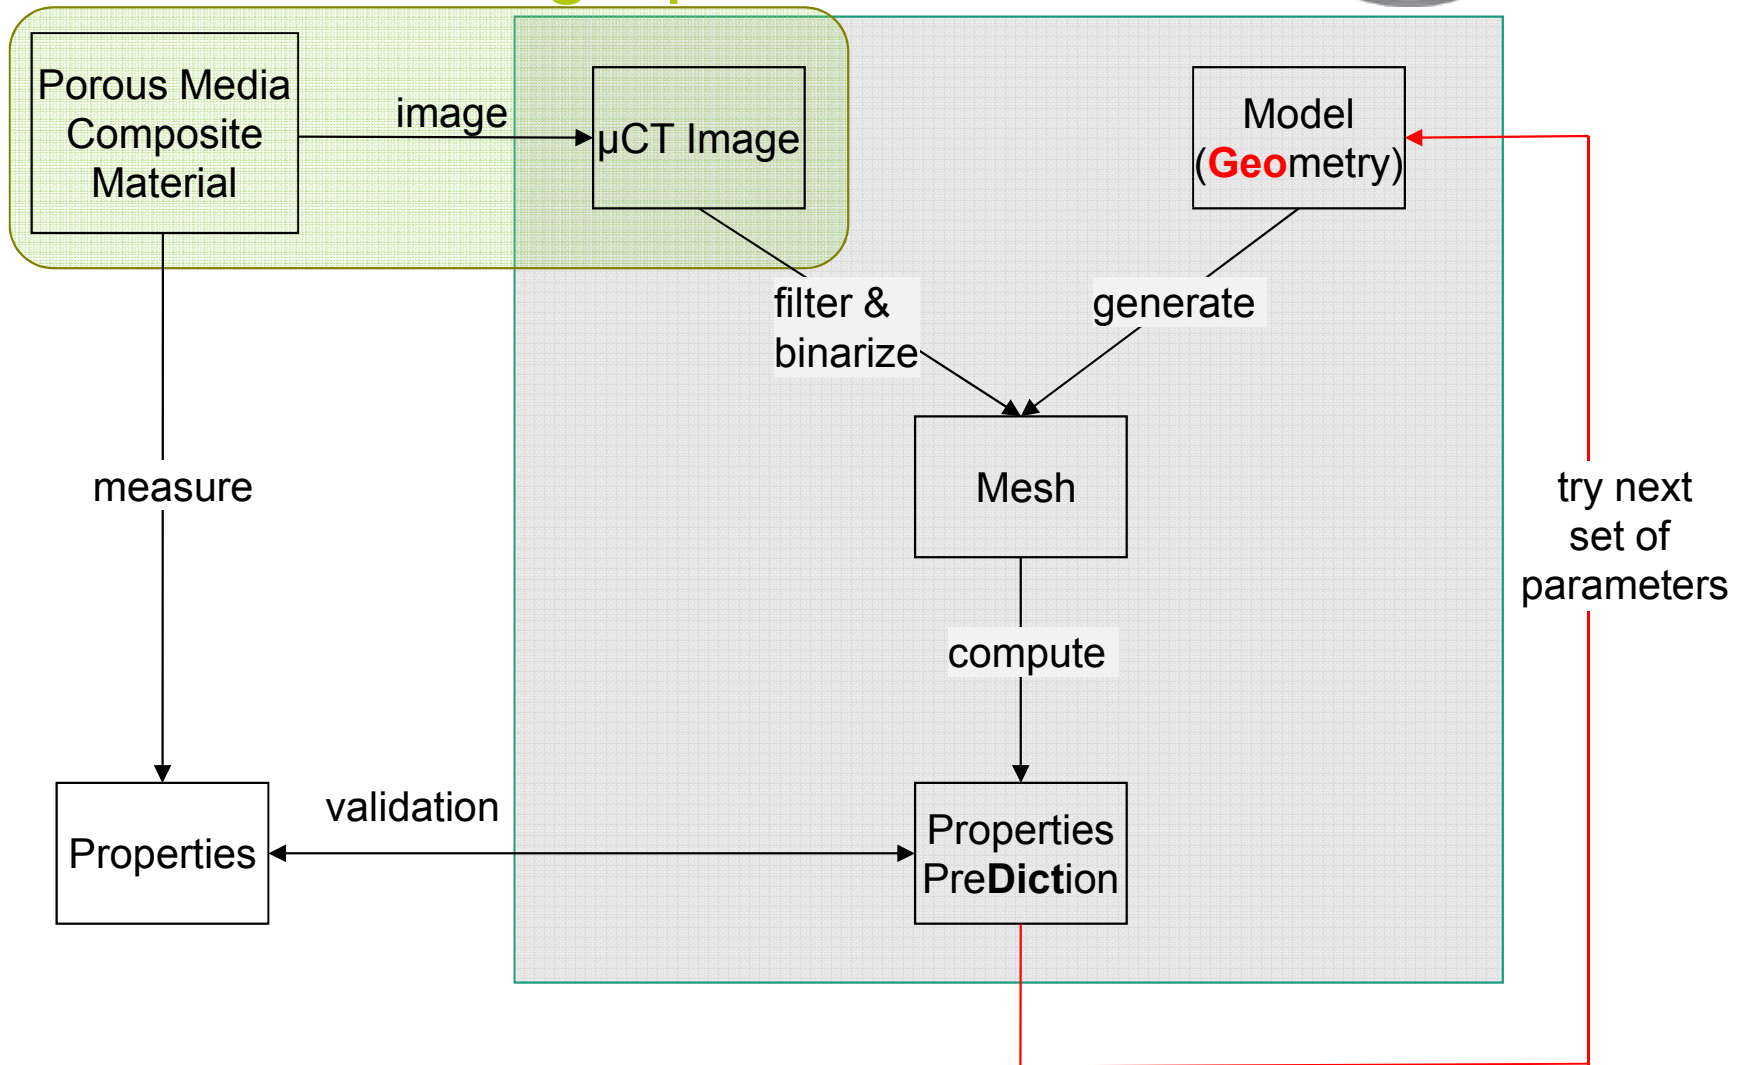 Porous Media
Composite
Material
image
µCT Image
Model
(Geometry)
filter &
binarize
generate
measure
Mesh
try next
set of
parameters
compute
validation
Properties
Properties
PreDiction